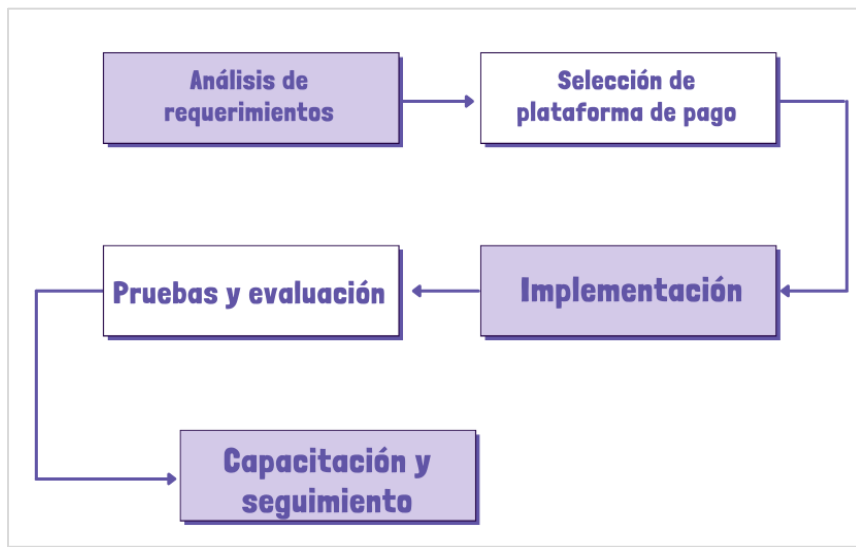 Análisis de
requerimientos
Selección de
plataforma de pago
Implementación
Pruebas y evaluación
Capacitación y
seguimiento